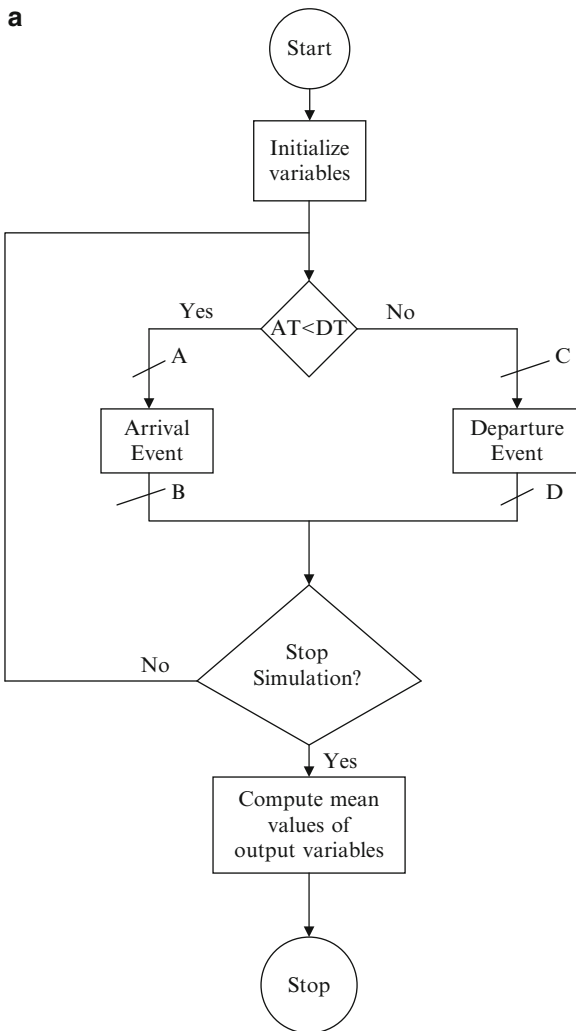 a
Start
Initialize
variables
Yes
AT<DT
No
A
C
Arrival
Event
Departure
Event
B
D
Stop
Simulation?
No
Yes
Compute mean
values of
output variables
Stop